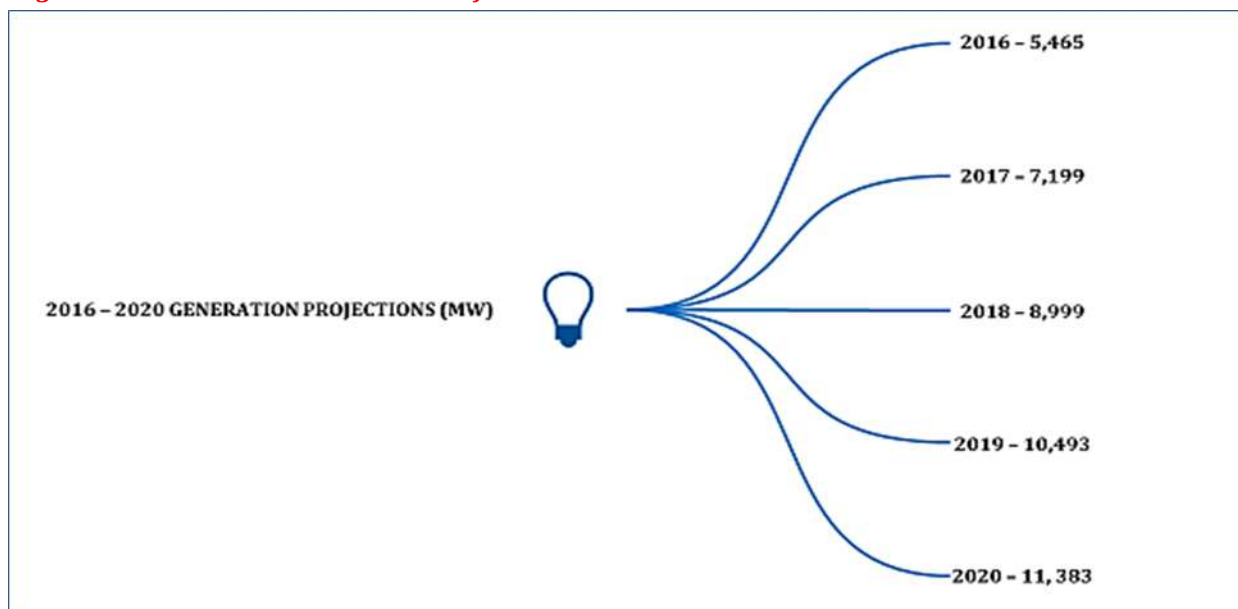 2016 – 5,465
2017 – 7,199
2018 – 8,999
2016 – 2020 GENERATION PROJECTIONS (MW)
2019 – 10,493
2020 – 11, 383